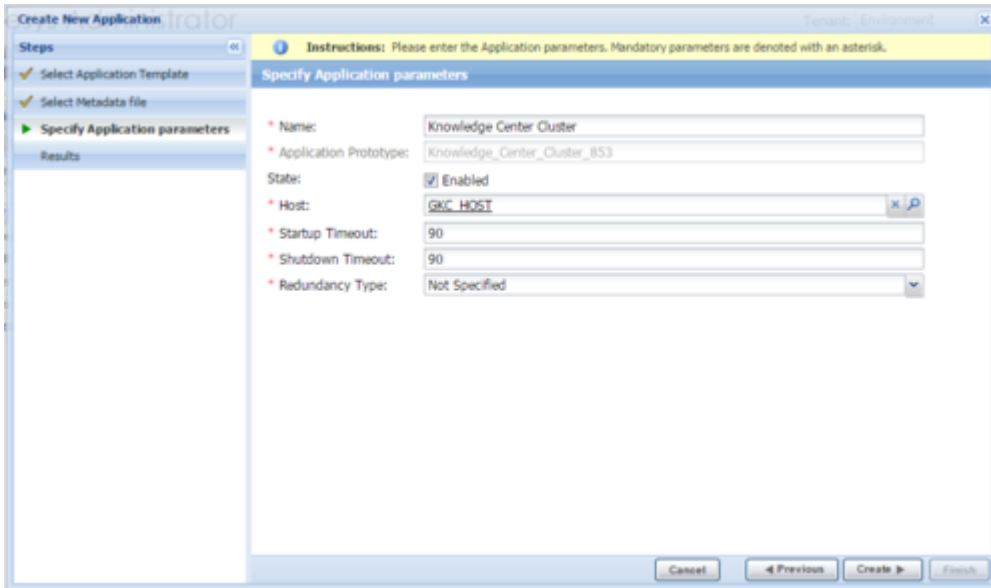 Create New Application
Tenant: Environment
Steps
Select Application Template
Select Metadata file
Specify Application parameters
Results
Instructions: Please enter the Application parameters. Mandatory parameters are denoted with an asterisk.
Specify Application parameters
* Name: Knowledge Center Cluster
* Application Prototype: Knowledge_Center_Cluster_853
State: Enabled
* Host: GKC_HOST
* Startup Timeout: 90
* Shutdown Timeout: 90
* Redundancy Type: Not Specified
Cancel
Previous
Create
Finish